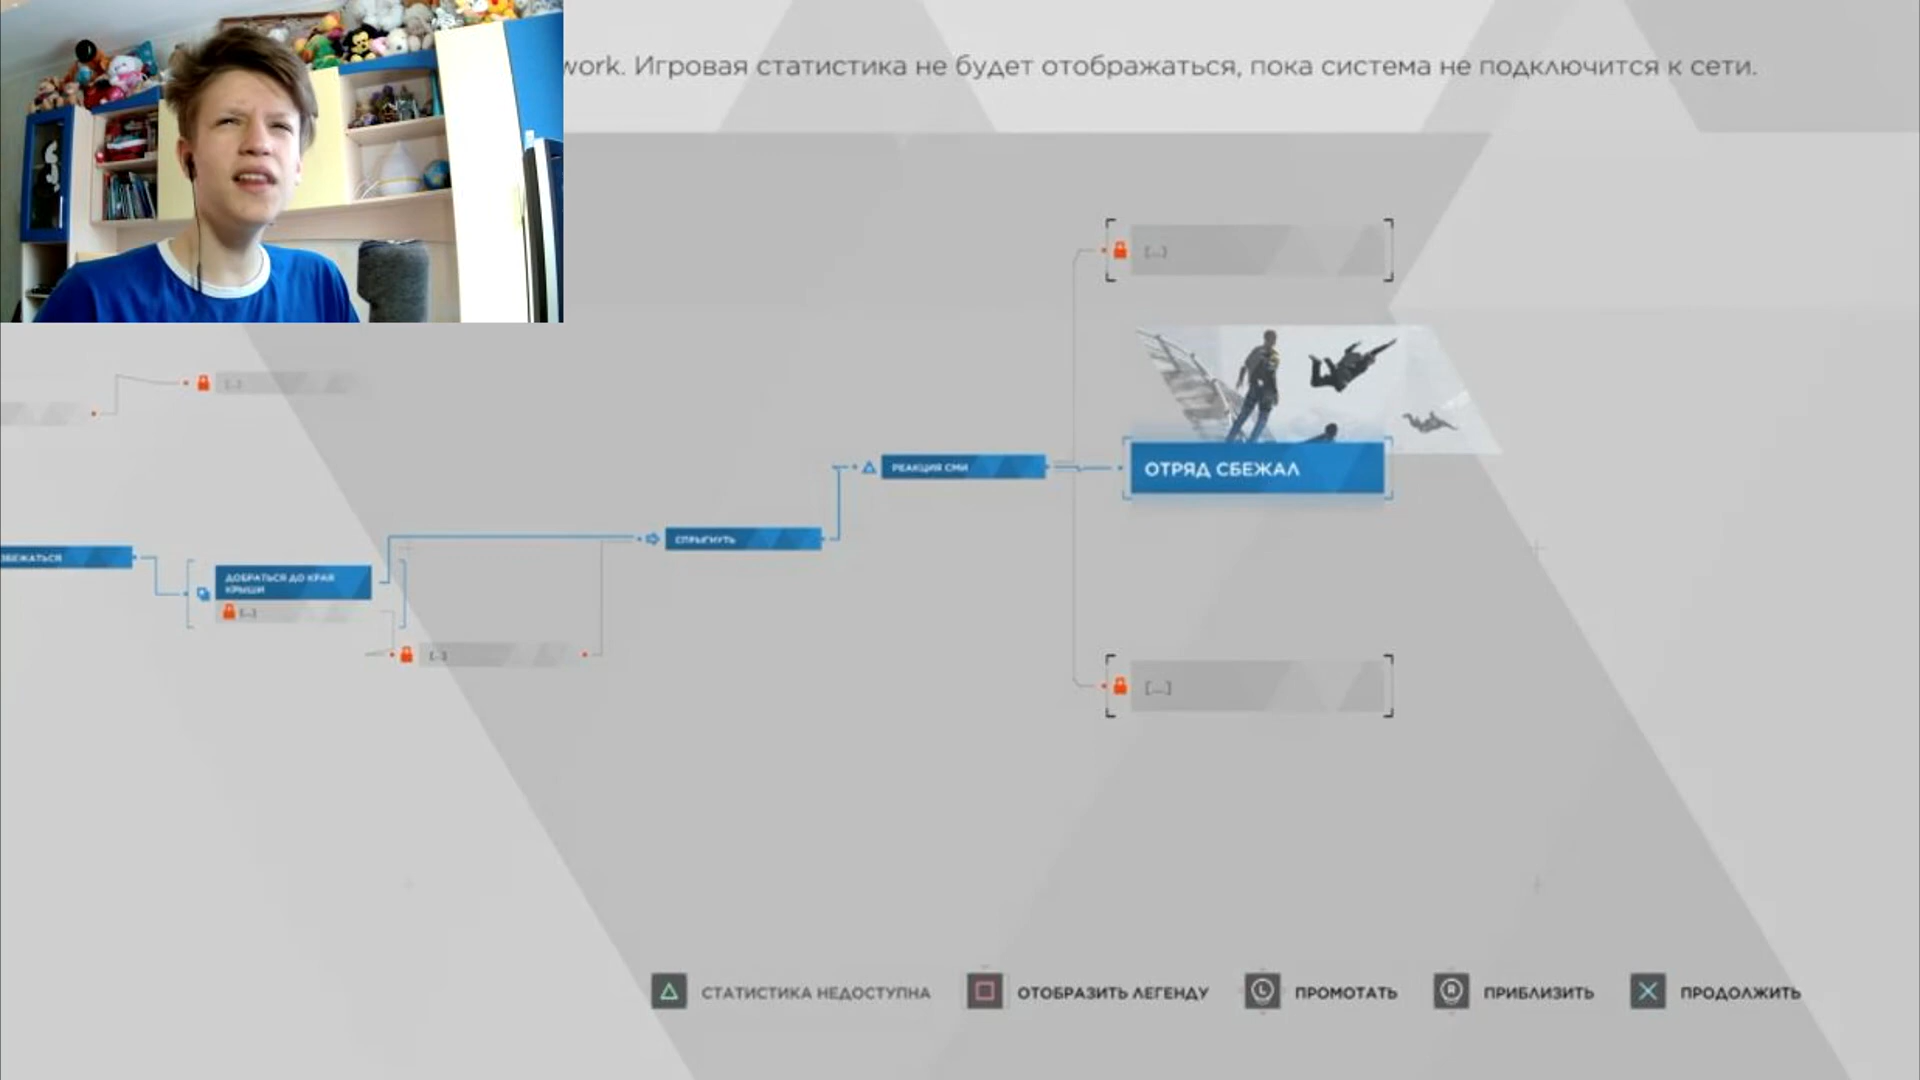 work. Игровая статистика не будет отображаться, пока система не подключится к сети.
[...]
[...]
РЕАКЦИЯ СМИ
ОТРЯД СБЕЖАЛ
СПРЫГНУТЬ
ЗБЕЖАТЬСЯ
ДОБРАТЬСЯ ДО КРАЯ
КРЫШИ
[...]
[...]
[...]
СТАТИСТИКА НЕДОСТУПНА
ОТОБРАЗИТЬ ЛЕГЕНДУ
L
ПРОМОТАТЬ
R
ПРИБЛИЗИТЬ
ПРОДОЛЖИТЬ